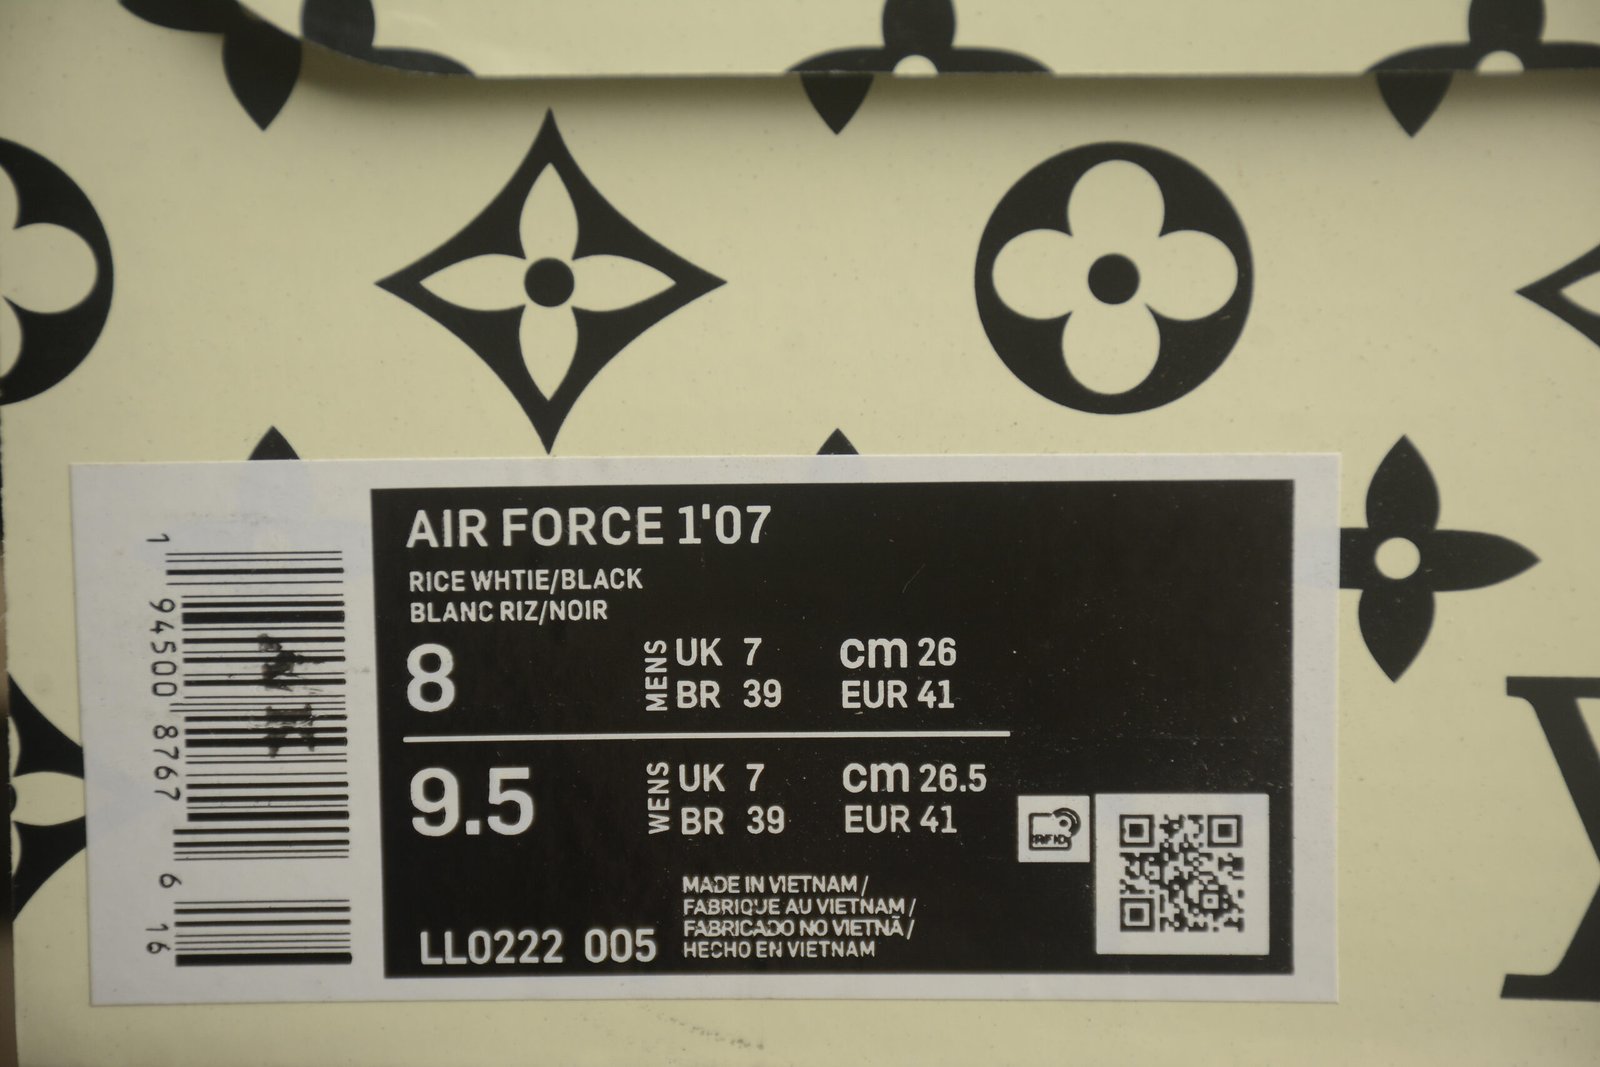 AIR FORCE 1'07
RICE WHTIE/BLACK
BLANC RIZ/NOIR
8
MENS
UK 7
cm 26
BR 39
EUR 41
9.5
WENS
UK 7
cm 26.5
BR 39
EUR 41
RFID
MADE IN VIETNAM /
FABRIQUE AU VIETNAM /
FABRICADO NO VIETNÃ /
HECHO EN VIETNAM
LL0222 005
1 94500 8767 6 16